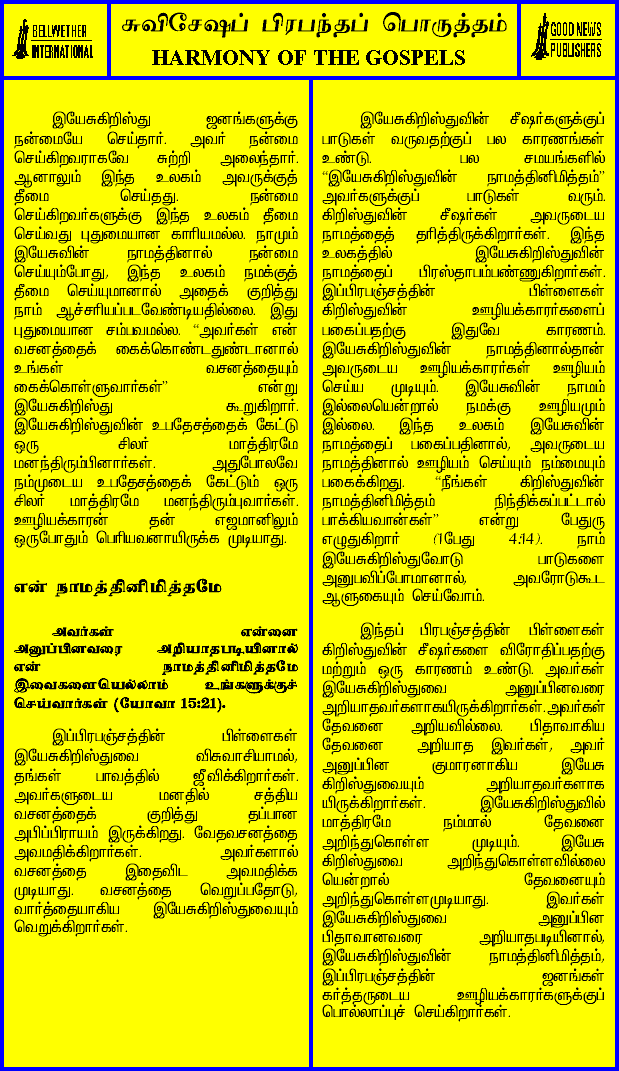 BELLWETHER
INTERNATIONAL
சுவிசேஷப் பிரபந்தப் பொருத்தம்
HARMONY OF THE GOSPELS
GOOD NEWS
PUBLISHERS
இயேசுகிறிஸ்து ஜனங்களுக்கு
நன்மையே செய்தார். அவர் நன்மை
செய்கிறவராகவே சுற்றி அலைந்தார்.
ஆனாலும் இந்த உலகம் அவருக்குத்
தீமை செய்தது. நன்மை
செய்கிறவர்களுக்கு இந்த உலகம் தீமை
செய்வது புதுமையான காரியமல்ல. நாமும்
இயேசுவின் நாமத்தினால் நன்மை
செய்யும்போது, இந்த உலகம் நமக்குத்
தீமை செய்யுமானால் அதைக் குறித்து
நாம் ஆச்சரியப்படவேண்டியதில்லை. இது
புதுமையான சம்பவமல்ல. “அவர்கள் என்
வசனத்தைக் கைக்கொண்டதுண்டானால்
உங்கள் வசனத்தையும்
கைக்கொள்ளுவார்கள்” என்று
இயேசுகிறிஸ்து கூறுகிறார்.
இயேசுகிறிஸ்துவின் உபதேசத்தைக் கேட்டு
ஒரு சிலர் மாத்திரமே
மனந்திரும்பினார்கள். அதுபோலவே
நம்முடைய உபதேசத்தைக் கேட்டும் ஒரு
சிலர் மாத்திரமே மனந்திரும்புவார்கள்.
ஊழியக்காரன் தன் எஜமானிலும்
ஒருபோதும் பெரியவனாயிருக்க முடியாது.
என் நாமத்தினிமித்தமே
அவர்கள் என்னை
அனுப்பினவரை அறியாதபடியினால்
என் நாமத்தினிமித்தமே
இவைகளையெல்லாம் உங்களுக்குச்
செய்வார்கள் (யோவா 15:21).
இப்பிரபஞ்சத்தின் பிள்ளைகள்
இயேசுகிறிஸ்துவை விசுவாசியாமல்,
தங்கள் பாவத்தில் ஜீவிக்கிறார்கள்.
அவர்களுடைய மனதில் சத்திய
வசனத்தைக் குறித்து தப்பான
அபிப்பிராயம் இருக்கிறது. வேதவசனத்தை
அவமதிக்கிறார்கள். அவர்களால்
வசனத்தை இதைவிட அவமதிக்க
முடியாது. வசனத்தை வெறுப்பதோடு,
வார்த்தையாகிய இயேசுகிறிஸ்துவையும்
வெறுக்கிறார்கள்.
இயேசுகிறிஸ்துவின் சீஷர்களுக்குப்
பாடுகள் வருவதற்குப் பல காரணங்கள்
உண்டு. பல சமயங்களில்
“இயேசுகிறிஸ்துவின் நாமத்தினிமித்தம்”
அவர்களுக்குப் பாடுகள் வரும்.
கிறிஸ்துவின் சீஷர்கள் அவருடைய
நாமத்தைத் தரித்திருக்கிறார்கள். இந்த
உலகத்தில் இயேசுகிறிஸ்துவின்
நாமத்தைப் பிரஸ்தாபம்பண்ணுகிறார்கள்.
இப்பிரபஞ்சத்தின் பிள்ளைகள்
கிறிஸ்துவின் ஊழியக்காரர்களைப்
பகைப்பதற்கு இதுவே காரணம்.
இயேசுகிறிஸ்துவின் நாமத்தினால்தான்
அவருடைய ஊழியக்காரர்கள் ஊழியம்
செய்ய முடியும். இயேசுவின் நாமம்
இல்லையென்றால் நமக்கு ஊழியமும்
இல்லை. இந்த உலகம் இயேசுவின்
நாமத்தைப் பகைப்பதினால், அவருடைய
நாமத்தினால் ஊழியம் செய்யும் நம்மையும்
பகைக்கிறது. “நீங்கள் கிறிஸ்துவின்
நாமத்தினிமித்தம் நிந்திக்கப்பட்டால்
பாக்கியவான்கள்” என்று பேதுரு
எழுதுகிறார் (1பேது 4:14). நாம்
இயேசுகிறிஸ்துவோடு பாடுகளை
அனுபவிப்போமானால், அவரோடுகூட
ஆளுகையும் செய்வோம்.
இந்தப் பிரபஞ்சத்தின் பிள்ளைகள்
கிறிஸ்துவின் சீஷர்களை விரோதிப்பதற்கு
மற்றும் ஒரு காரணம் உண்டு. அவர்கள்
இயேசுகிறிஸ்துவை அனுப்பினவரை
அறியாதவர்களாகயிருக்கிறார்கள். அவர்கள்
தேவனை அறியவில்லை. பிதாவாகிய
தேவனை அறியாத இவர்கள், அவர்
அனுப்பின குமாரனாகிய இயேசு
கிறிஸ்துவையும் அறியாதவர்களாக
யிருக்கிறார்கள். இயேசுகிறிஸ்துவில்
மாத்திரமே நம்மால் தேவனை
அறிந்துகொள்ள முடியும். இயேசு
கிறிஸ்துவை அறிந்துகொள்ளவில்லை
யென்றால் தேவனையும்
அறிந்துகொள்ளமுடியாது. இவர்கள்
இயேசுகிறிஸ்துவை அனுப்பின
பிதாவானவரை அறியாதபடியினால்,
இயேசுகிறிஸ்துவின் நாமத்தினிமித்தம்,
இப்பிரபஞ்சத்தின் ஜனங்கள்
கர்த்தருடைய ஊழியக்காரர்களுக்குப்
பொல்லாப்புச் செய்கிறார்கள்.